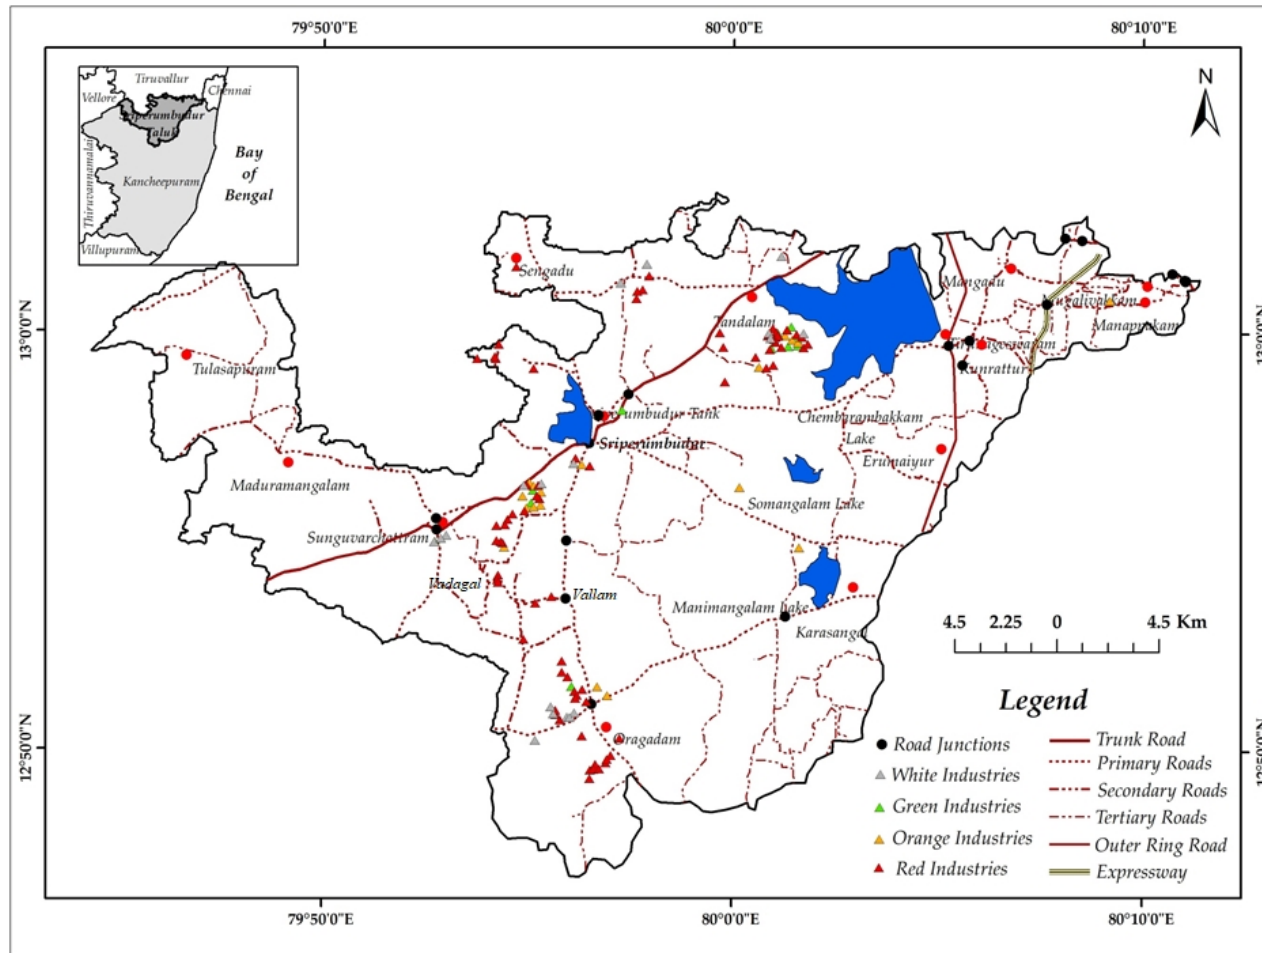 79°50'0"E
80°0'0"E
80°10'0"E
N
Tiruvallur
Chennai
Vellore
Sriperumbudur
Taluk
Bay
of
Bengal
Thiruvannamalai
Kancheepuram
Villupuram
13°0'0"N
Sengadu
Mangadu
Mugalivakkam
Manappakam
Tandalam
Kunrattur
Tulasapuram
Chembarambakkam
Lake
Sriperumbudur
Erumaiyur
Maduramangalam
Somangalam Lake
Sunguvarchattram
Vadagal
Vallam
Manimangalam Lake
Karasangal
Oragadam
4.5 2.25 0 4.5 Km
Legend
Road Junctions
White Industries
Green Industries
Orange Industries
Red Industries
Trunk Road
Primary Roads
Secondary Roads
Tertiary Roads
Outer Ring Road
Expressway
12°50'0"N
79°50'0"E
80°0'0"E
80°10'0"E